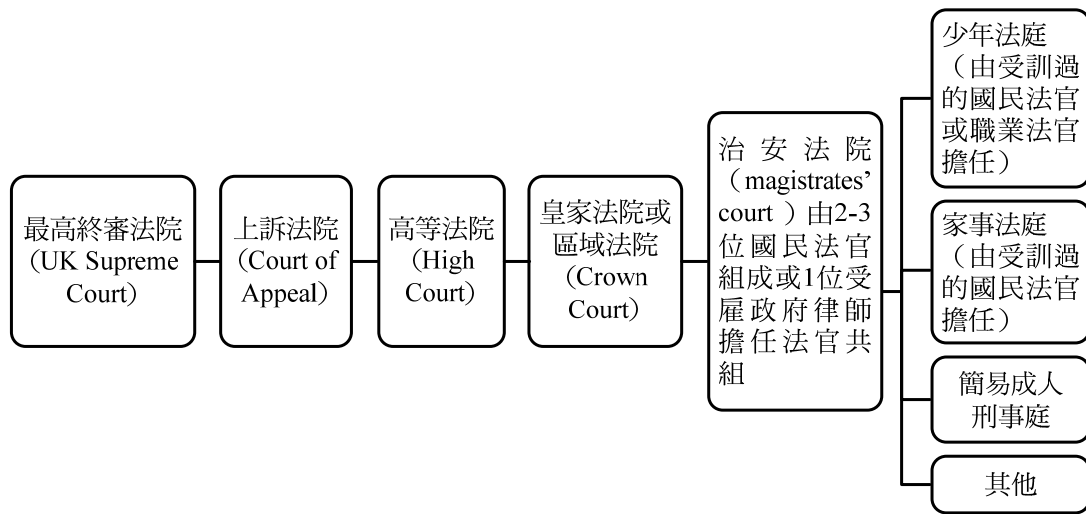 最高終審法院
(UK Supreme
Court)
上訴法院
(Court of
Appeal)
高等法院
(High
Court)
皇家法院或
區域法院
(Crown
Court)
治安法院
（magistrates’
court）由2-3
位國民法官
組成或1位受
雇政府律師
擔任法官共
組
少年法庭
（由受訓過
的國民法官
或職業法官
擔任）
家事法庭
（由受訓過
的國民法官
擔任）
簡易成人
刑事庭
其他